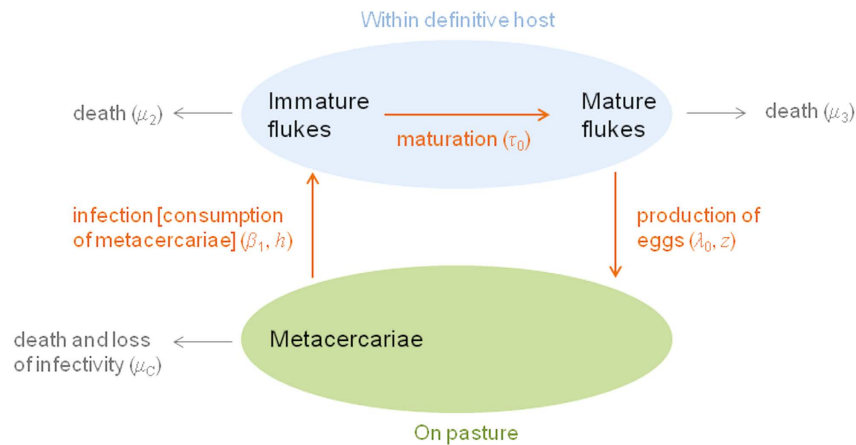 Within definitive host
Immature
flukes
Mature
flukes
death (μ₂)
death (μ₃)
maturation (τ₀)
infection [consumption
of metacercariae] (β₁, h)
production of
eggs (λ₀, z)
Metacercariae
death and loss
of infectivity (μ_C)
On pasture